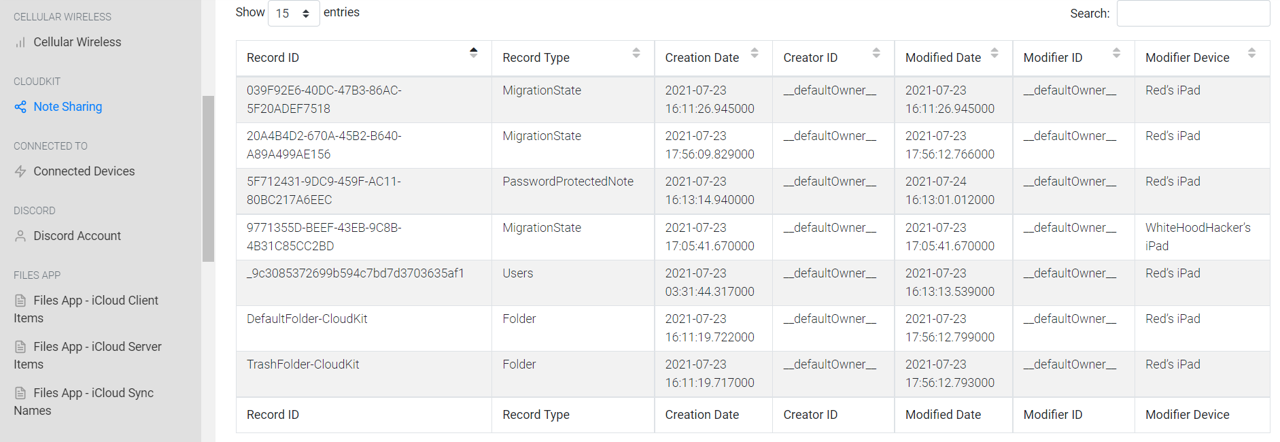 CELLULAR WIRELESS
Cellular Wireless
CLOUDKIT
Note Sharing
CONNECTED TO
Connected Devices
DISCORD
Discord Account
FILES APP
Files App - iCloud Client
Items
Files App - iCloud Server
Items
Files App - iCloud Sync
Names
Show 15 entries
Search:
Record ID Record Type Creation Date Creator ID Modified Date Modifier ID Modifier Device
039F92E6-40DC-47B3-86AC- MigrationState 2021-07-23 __defaultOwner__ 2021-07-23 __defaultOwner__ Red's iPad
5F20ADEF7518 16:11:26.945000 16:11:26.945000
20A4B4D2-670A-45B2-B640- MigrationState 2021-07-23 __defaultOwner__ 2021-07-23 __defaultOwner__ Red's iPad
A89A499AE156 17:56:09.829000 17:56:12.766000
5F712431-9DC9-459F-AC11- PasswordProtectedNote 2021-07-23 __defaultOwner__ 2021-07-24 __defaultOwner__ Red's iPad
80BC217A6EEC 16:13:14.940000 16:13:01.012000
9771355D-BEEF-43EB-9C8B- MigrationState 2021-07-23 __defaultOwner__ 2021-07-23 __defaultOwner__ WhiteHoodHacker's
4B31C85CC2BD 17:05:41.670000 17:05:41.670000 iPad
_9c3085372699b594c7bd7d3703635af1 Users 2021-07-23 __defaultOwner__ 2021-07-23 __defaultOwner__ Red's iPad
03:31:44.317000 16:13:13.539000
DefaultFolder-CloudKit Folder 2021-07-23 __defaultOwner__ 2021-07-23 __defaultOwner__ Red's iPad
16:11:19.722000 17:56:12.799000
TrashFolder-CloudKit Folder 2021-07-23 __defaultOwner__ 2021-07-23 __defaultOwner__ Red's iPad
16:11:19.717000 17:56:12.793000
Record ID Record Type Creation Date Creator ID Modified Date Modifier ID Modifier Device